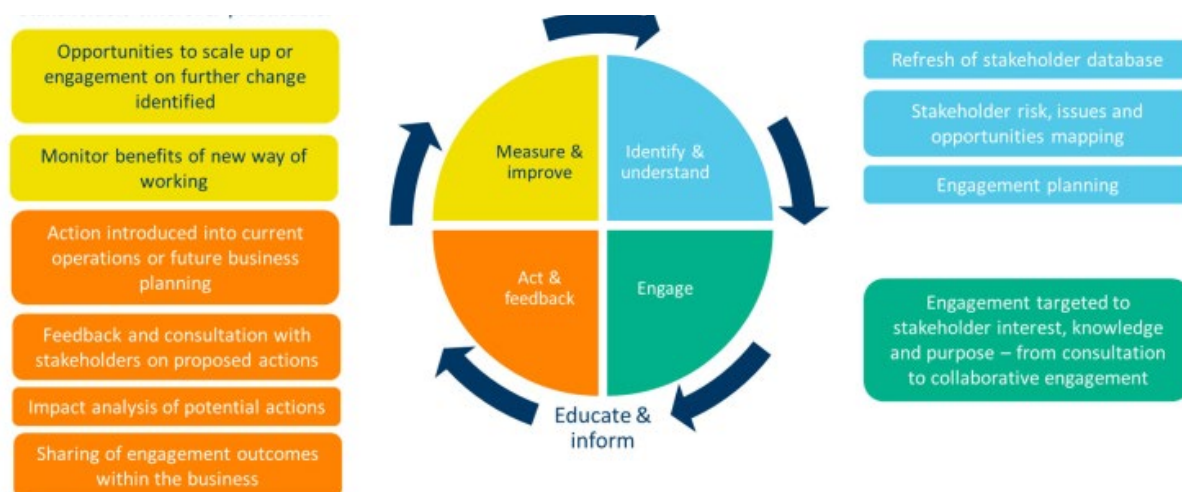 Opportunities to scale up or
engagement on further change
identified
Monitor benefits of new way of
working
Action introduced into current
operations or future business
planning
Feedback and consultation with
stakeholders on proposed actions
Impact analysis of potential actions
Sharing of engagement outcomes
within the business
Measure &
improve
Identify &
understand
Act &
feedback
Engage
Educate &
inform
Refresh of stakeholder database
Stakeholder risk, issues and
opportunities mapping
Engagement planning
Engagement targeted to
stakeholder interest, knowledge
and purpose – from consultation
to collaborative engagement